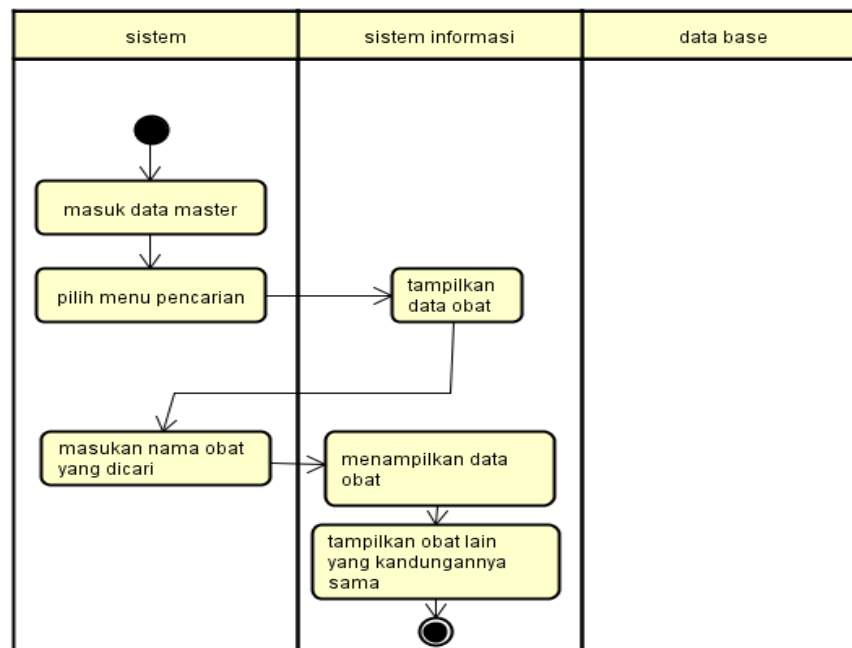 sistem
sistem informasi
data base
masuk data master
pilih menu pencarian
tampilkan
data obat
masukan nama obat
yang dicari
menampilkan data
obat
tampilkan obat lain
yang kandungannya
sama